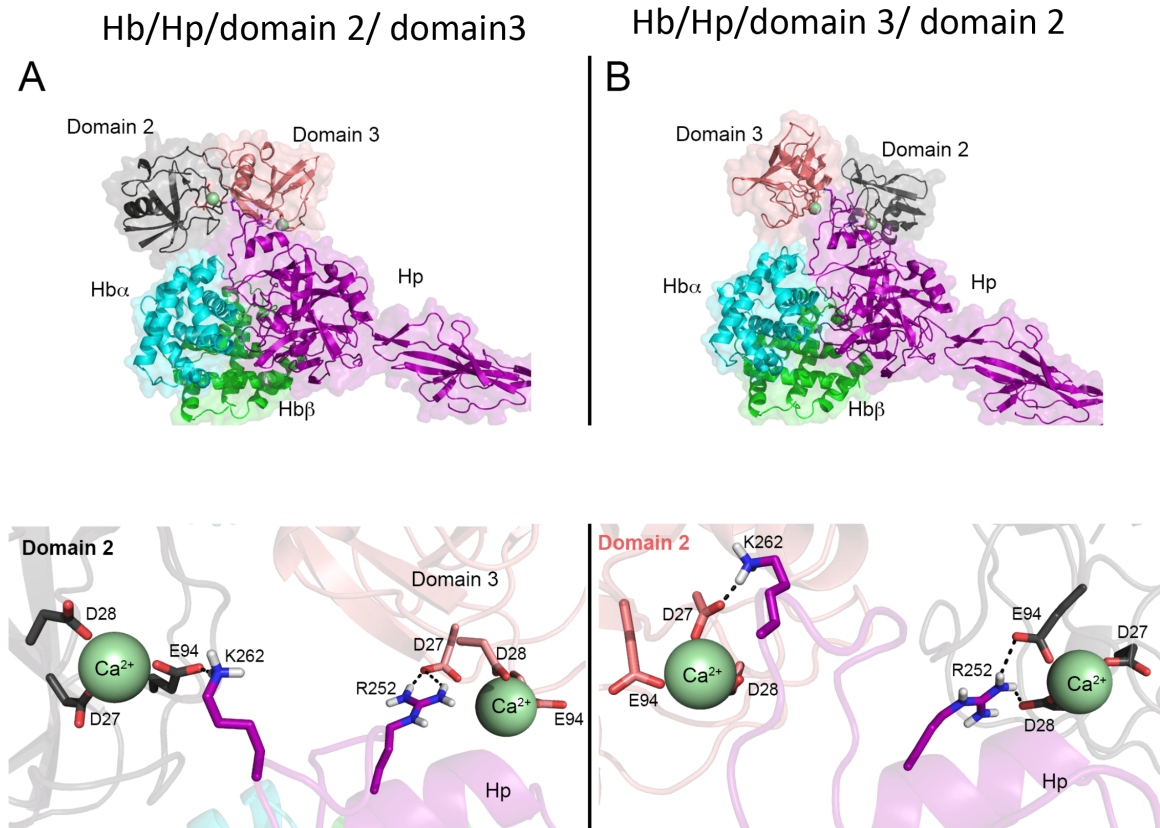 Hb/Hp/domain 2/ domain3
Hb/Hp/domain 3/ domain 2
A
Domain 2
Domain 3
Hbα
Hp
Hbβ
B
Domain 3
Domain 2
Hbα
Hp
Hbβ
Domain 2
Domain 3
D28
Ca2+
E94
K262
D27
D27
D28
R252
Ca2+
E94
Hp
Domain 2
K262
D27
Ca2+
E94
D28
E94
D27
R252
Ca2+
D28
Hp